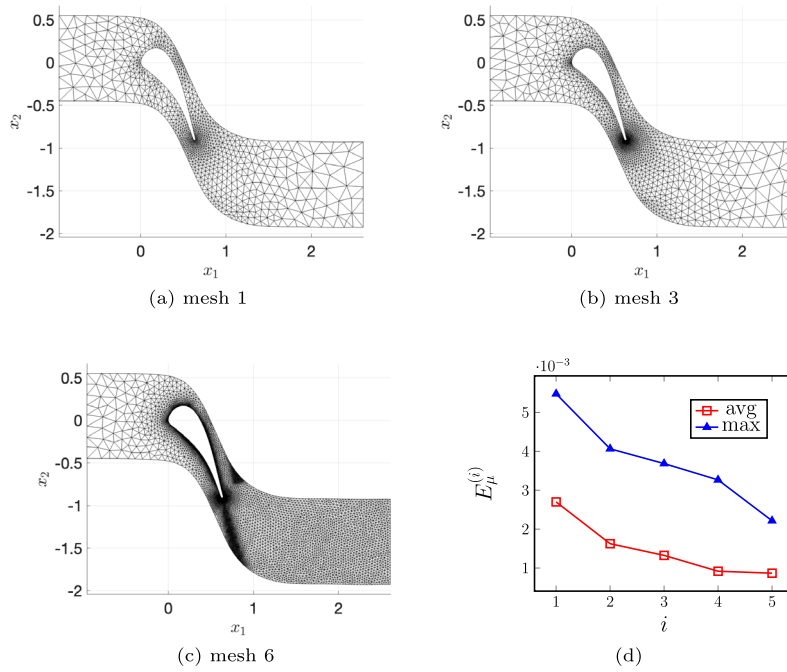 0.5
0
-0.5
-1
-1.5
-2
x₂
0 1 2
x₁
(a) mesh 1
0.5
0
-0.5
-1
-1.5
-2
x₂
0 1 2
x₁
(b) mesh 3
0.5
0
-0.5
-1
-1.5
-2
x₂
0 1 2
x₁
(c) mesh 6
·10⁻³
5
4
3
2
1
E_μ^(i)
avg
max
1 2 3 4 5
i
(d)